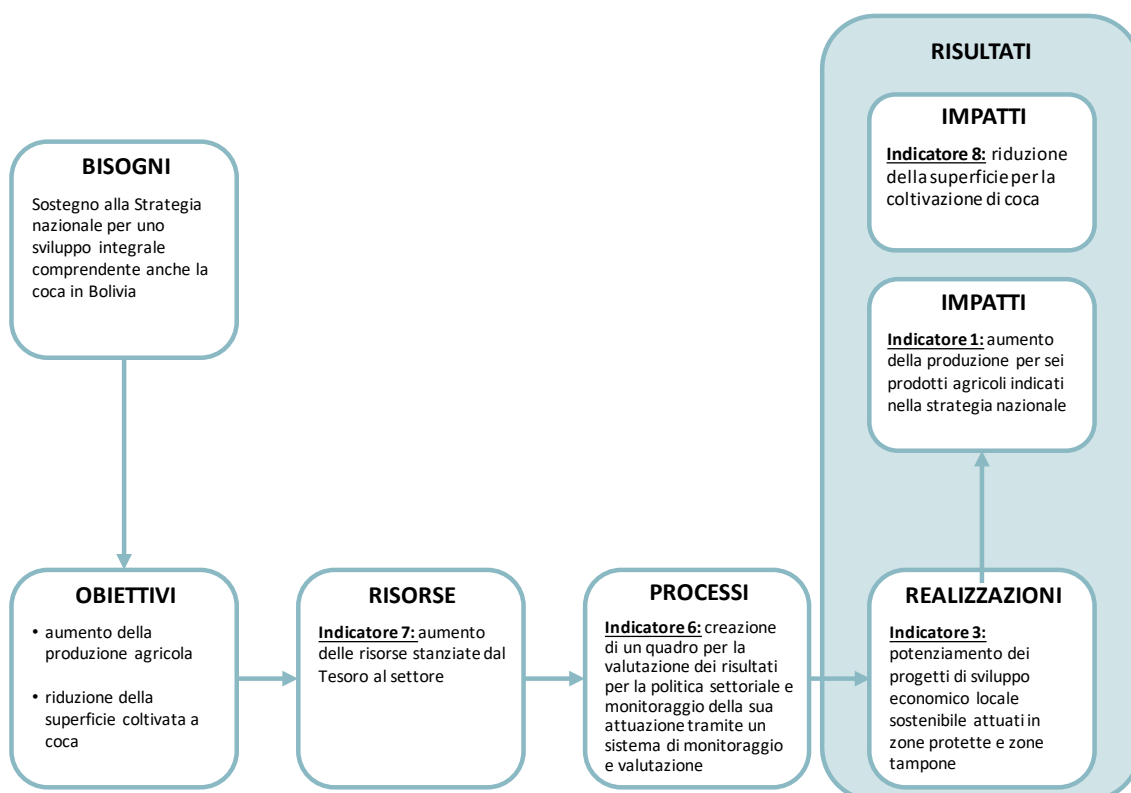 BISOGNI
Sostegno alla Strategia
nazionale per uno
sviluppo integrale
comprendente anche la
coca in Bolivia
OBIETTIVI
• aumento della
produzione agricola
• riduzione della
superficie coltivata a
coca
RISORSE
Indicatore 7: aumento
delle risorse stanziate dal
Tesoro al settore
PROCESSI
Indicatore 6: creazione
di un quadro per la
valutazione dei risultati
per la politica settoriale e
monitoraggio della sua
attuazione tramite un
sistema di monitoraggio
e valutazione
RISULTATI
IMPATTI
Indicatore 8: riduzione
della superficie per la
coltivazione di coca
IMPATTI
Indicatore 1: aumento
della produzione per sei
prodotti agricoli indicati
nella strategia nazionale
REALIZZAZIONI
Indicatore 3:
potenziamento dei
progetti di sviluppo
economico locale
sostenibile attuati in
zone protette e zone
tampone